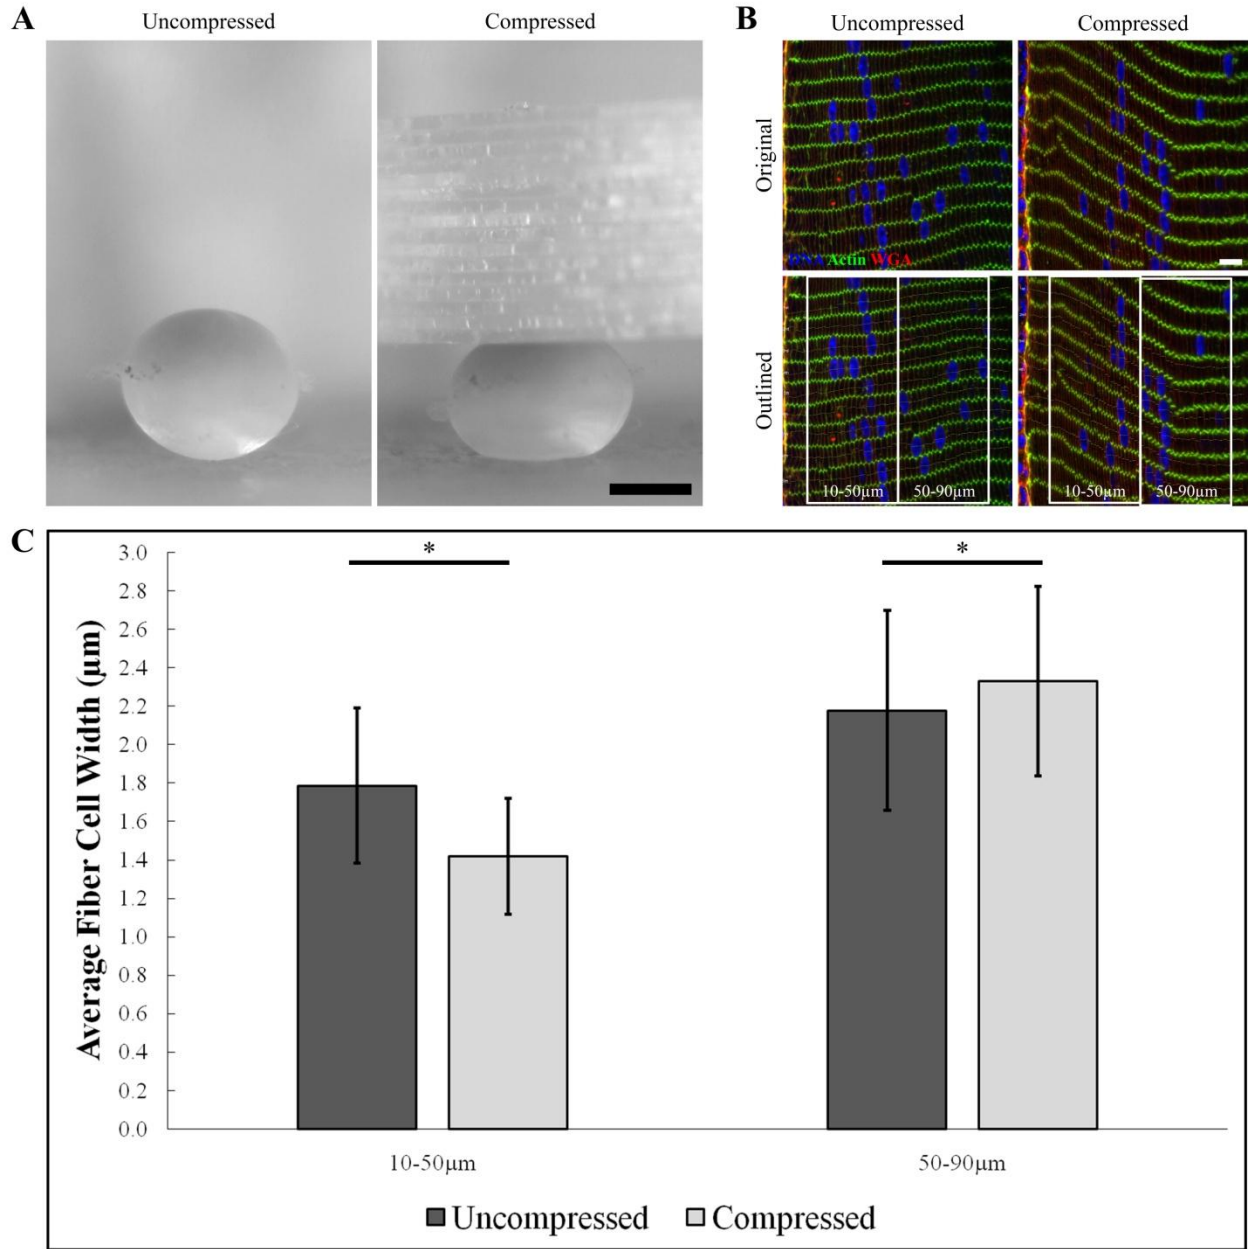 A
Uncompressed
Compressed
B
Uncompressed
Compressed
Original
DNA Actin WGA
Outlined
10-50µm
50-90µm
10-50µm
50-90µm
C
Average Fiber Cell Width (µm)
3.0
2.8
2.6
2.4
2.2
2.0
1.8
1.6
1.4
1.2
1.0
0.8
0.6
0.4
0.2
0.0
*
*
10-50µm
50-90µm
Uncompressed
Compressed